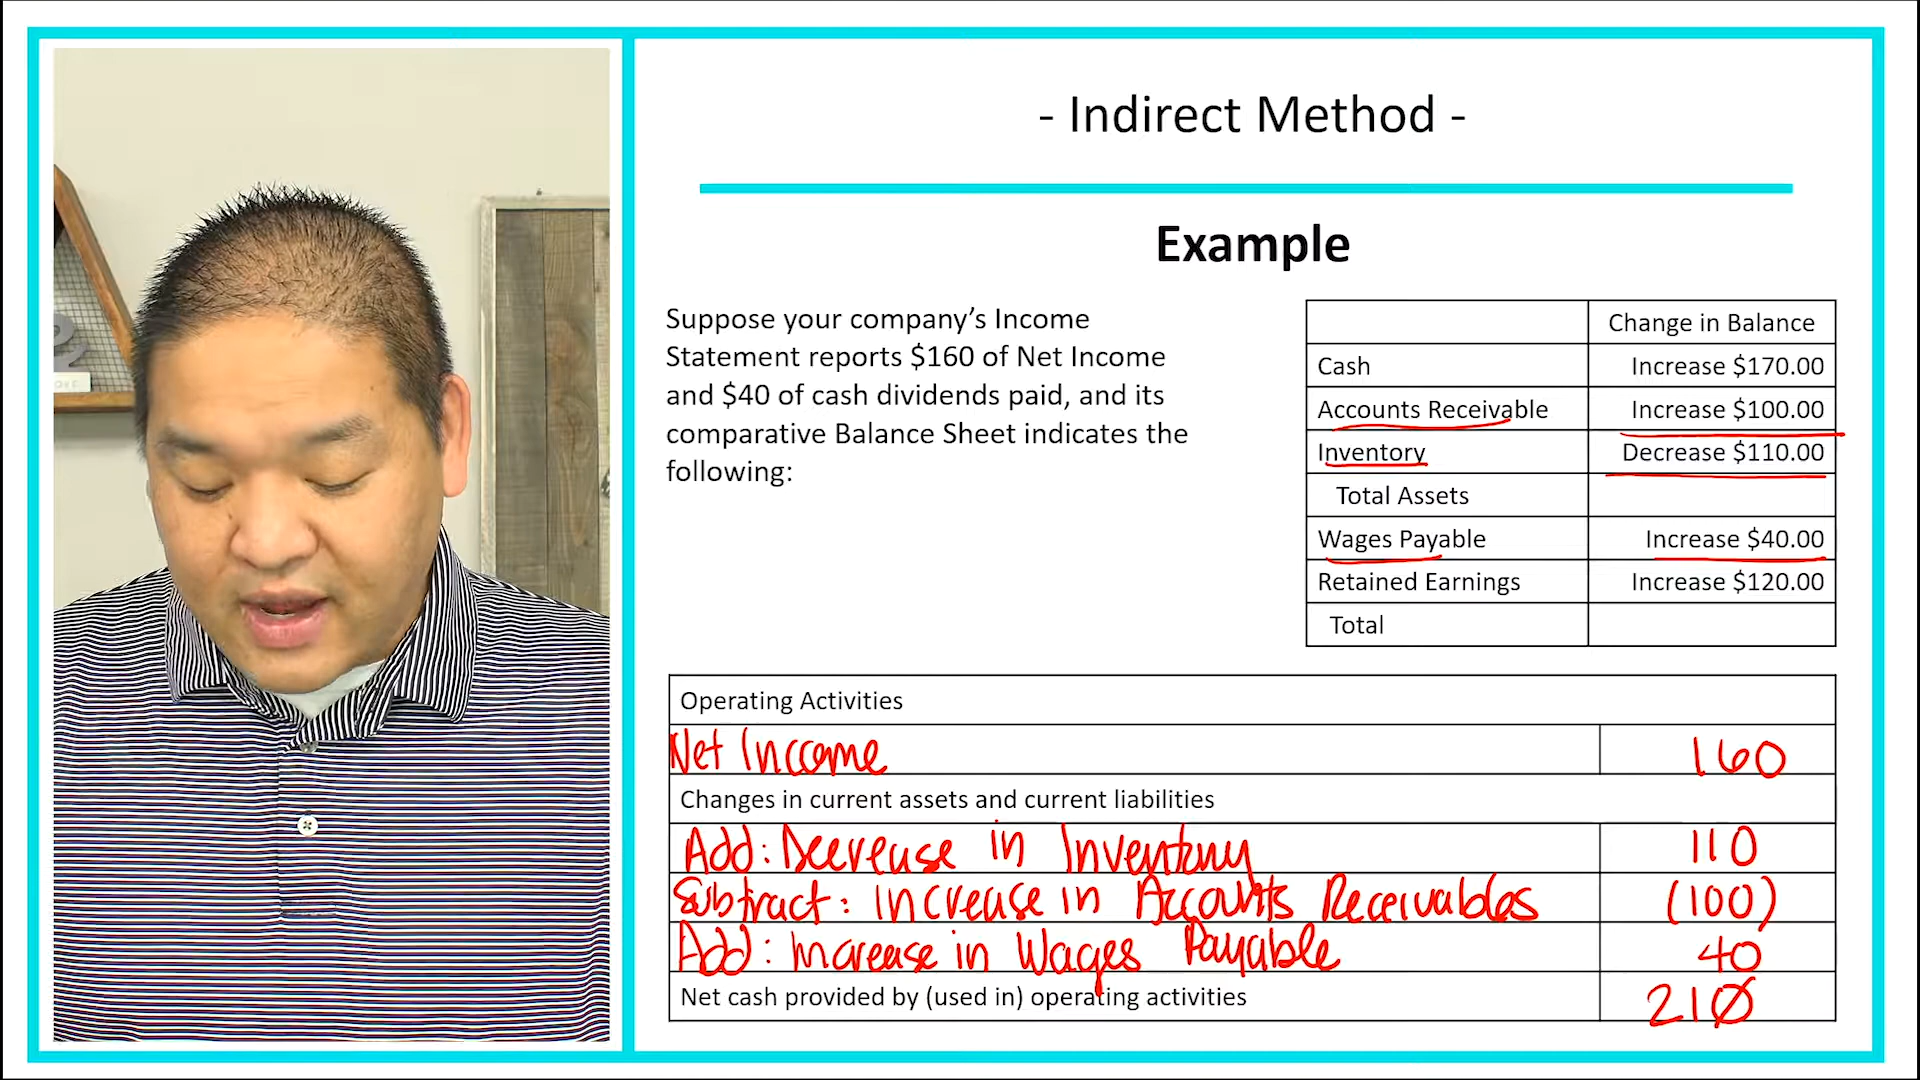 - Indirect Method -
Example
Suppose your company's Income
Statement reports $160 of Net Income
and $40 of cash dividends paid, and its
comparative Balance Sheet indicates the
following:
Change in Balance
Cash Increase $170.00
Accounts Receivable Increase $100.00
Inventory Decrease $110.00
Total Assets
Wages Payable Increase $40.00
Retained Earnings Increase $120.00
Total
Operating Activities
Net Income 160
Changes in current assets and current liabilities
Add: Decrease in Inventory 110
Subtract: Increase in Accounts Receivables (100)
Add: Increase in Wages Payable 40
Net cash provided by (used in) operating activities 210